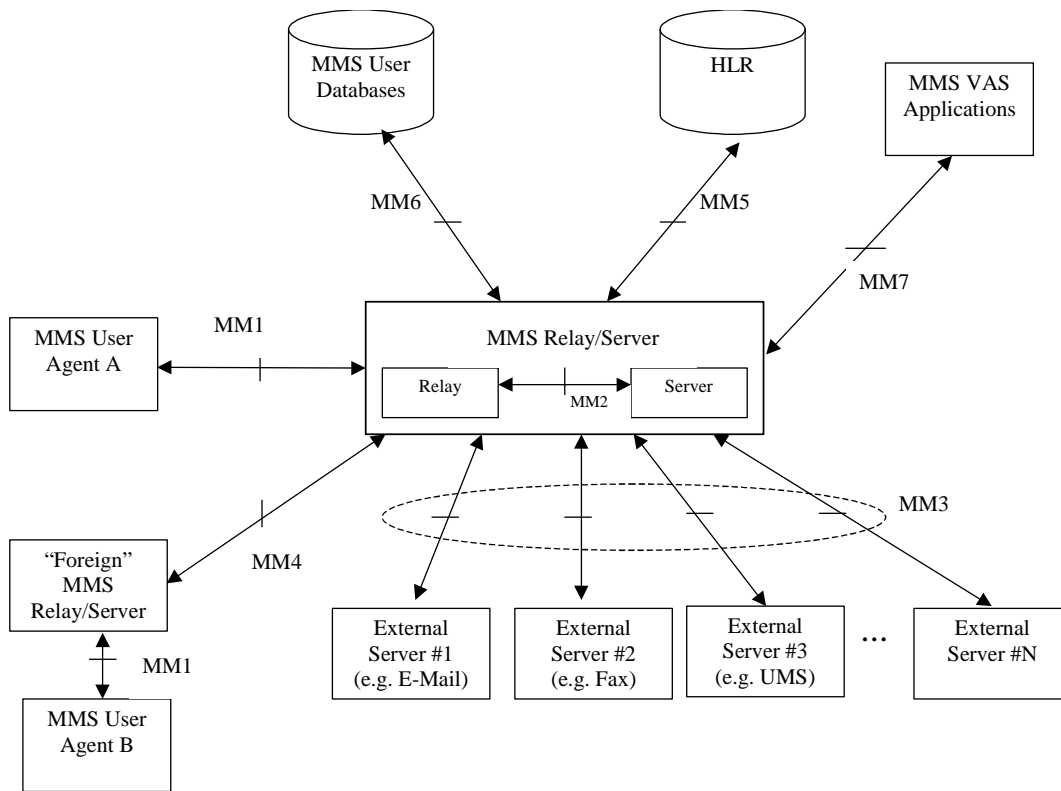 MMS User
Databases
HLR
MMS VAS
Applications
MM6
MM5
MM7
MMS User
Agent A
MM1
MMS Relay/Server
Relay
MM2
Server
MM3
“Foreign”
MMS
Relay/Server
MM4
MM1
MMS User
Agent B
External
Server #1
(e.g. E-Mail)
External
Server #2
(e.g. Fax)
External
Server #3
(e.g. UMS)
...
External
Server #N